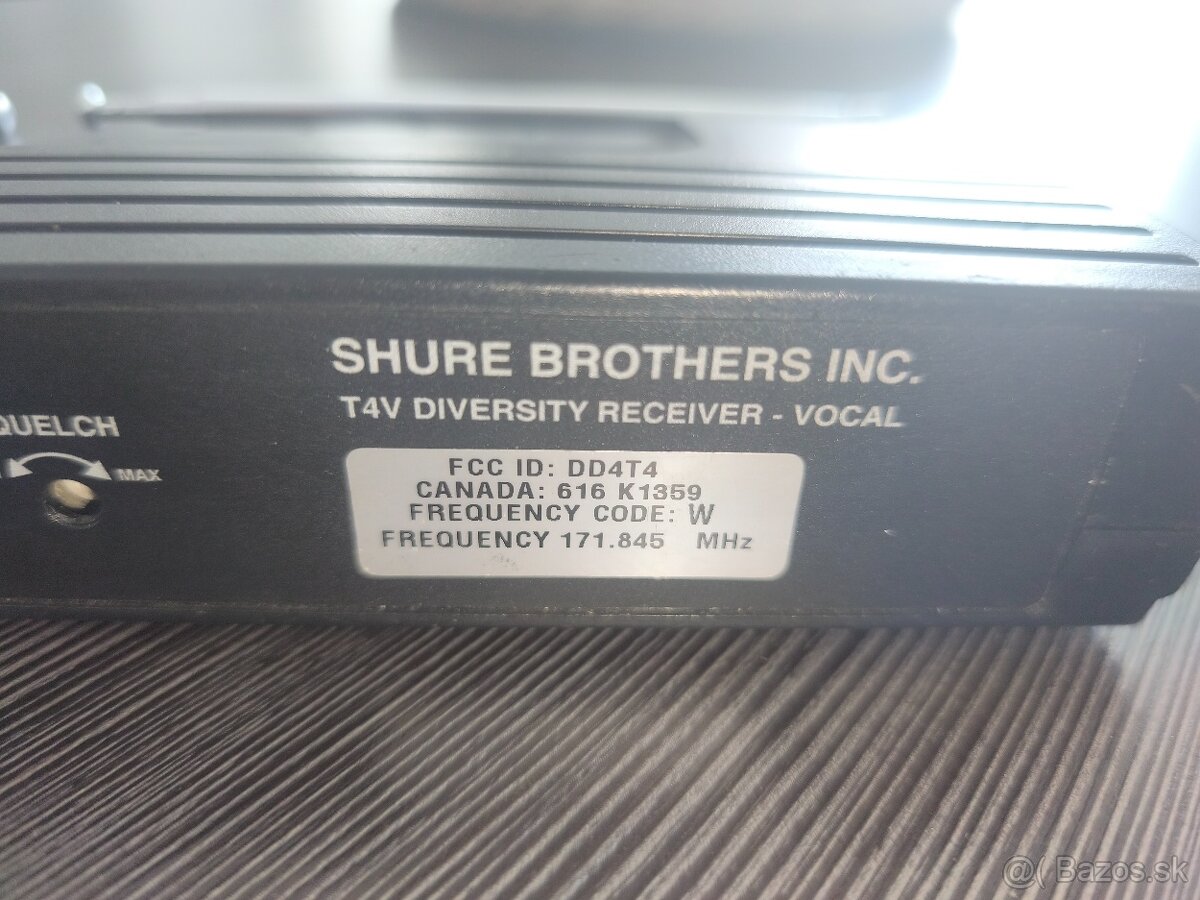 SHURE BROTHERS INC.
T4V DIVERSITY RECEIVER - VOCAL
QUELCH
MAX
FCC ID: DD4T4
CANADA: 616 K1359
FREQUENCY CODE: W
FREQUENCY 171.845 MHz
@( Bazos.sk